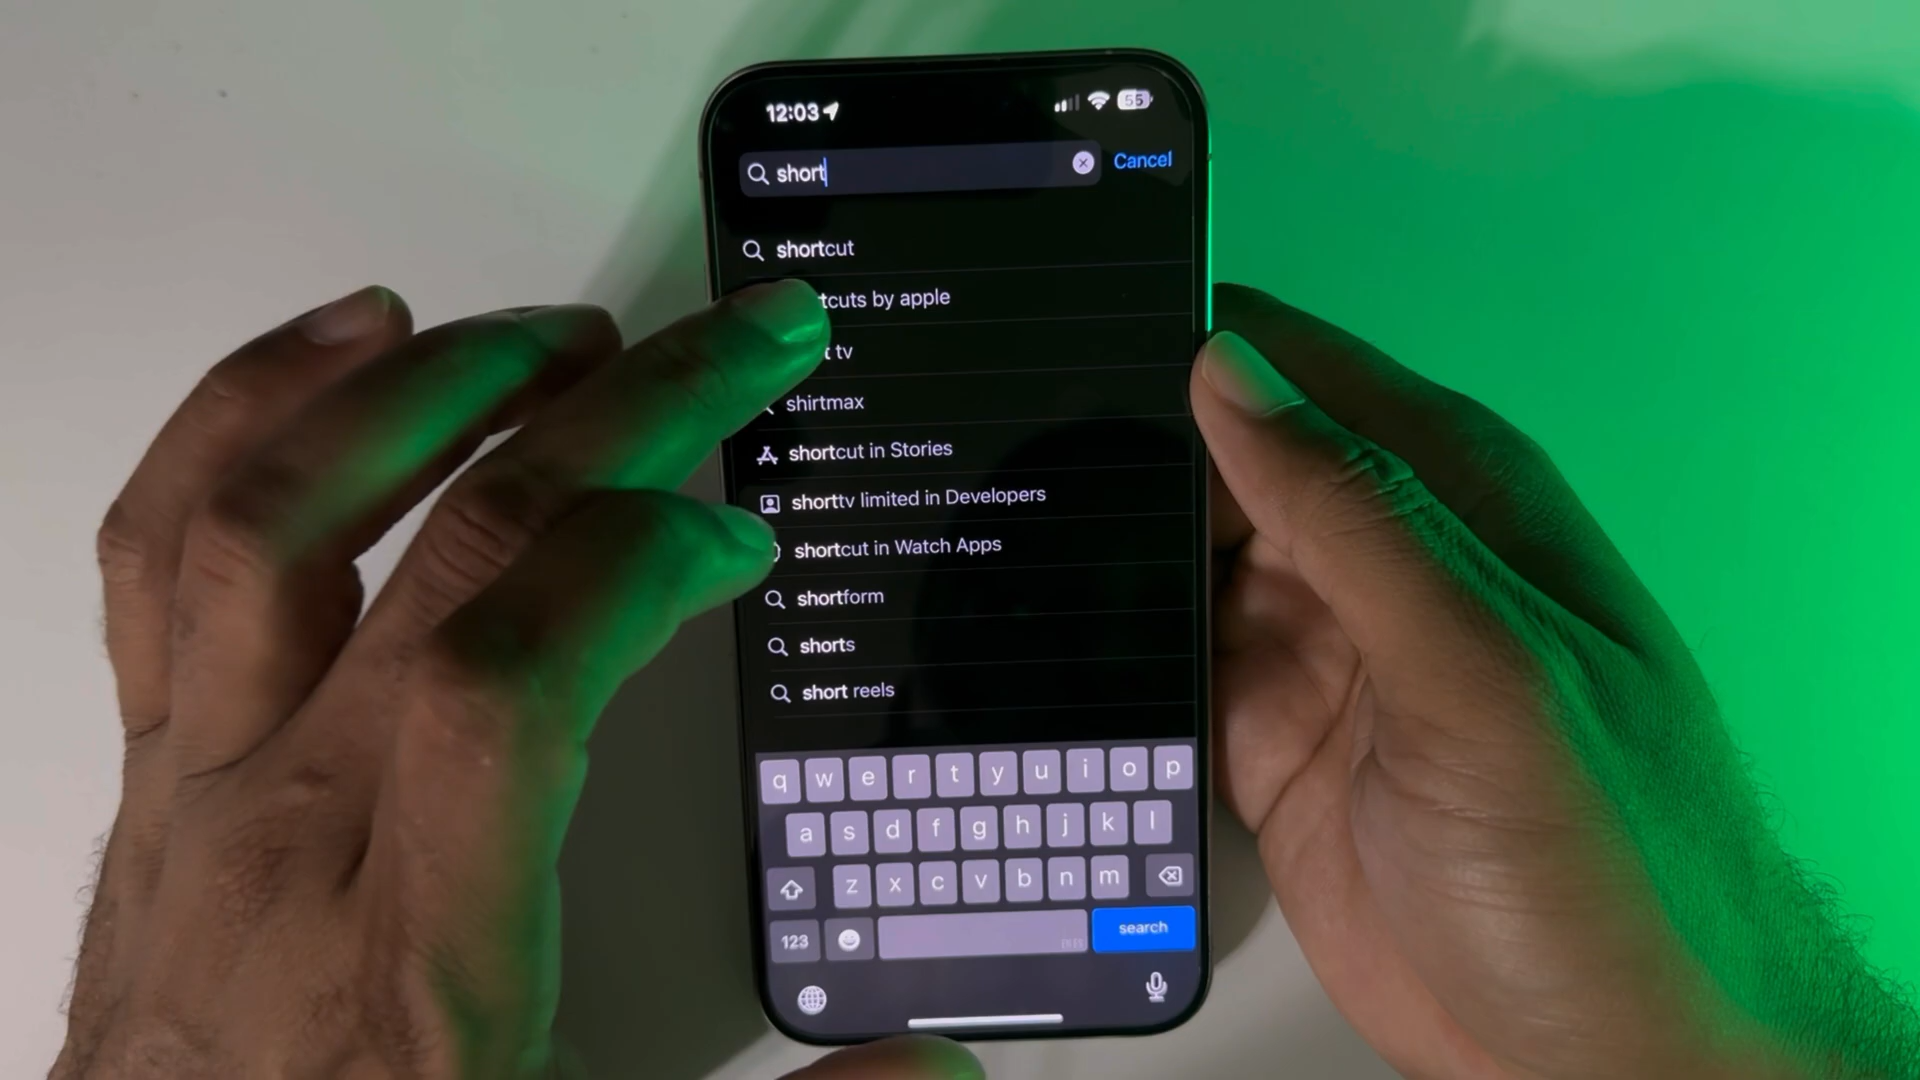 12:03
55
short
Cancel
shortcut
tcuts by apple
t tv
shirtmax
shortcut in Stories
shorttv limited in Developers
shortcut in Watch Apps
shortform
shorts
short reels
q w e r t y u i o p
a s d f g h j k l
z x c v b n m
123
search